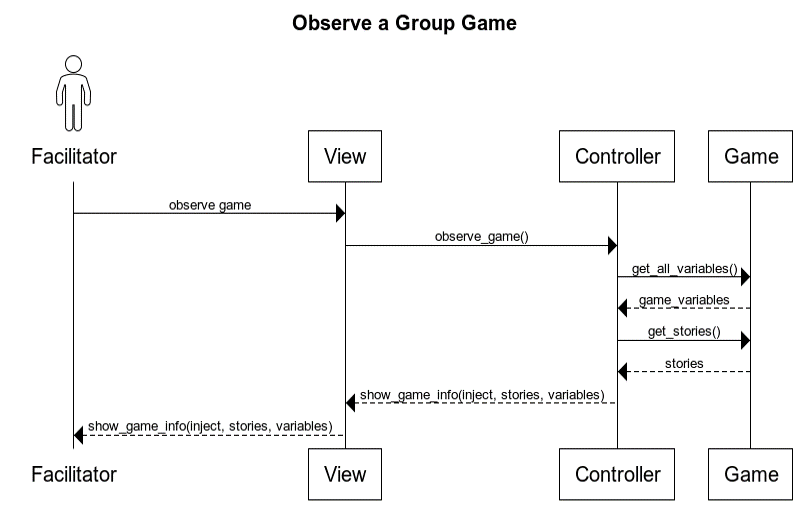 Observe a Group Game
Facilitator
View
Controller
Game
observe game
observe_game()
get_all_variables()
game_variables
get_stories()
stories
show_game_info(inject, stories, variables)
show_game_info(inject, stories, variables)
Facilitator
View
Controller
Game